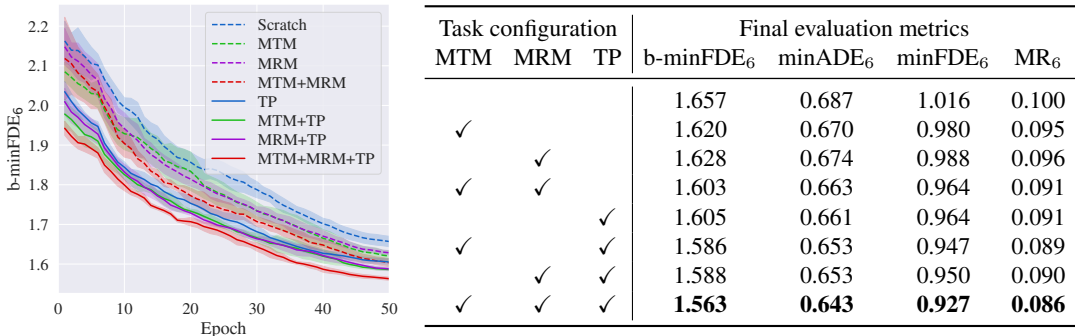 b-minFDE6
2.2
2.1
2.0
1.9
1.8
1.7
1.6
Scratch
MTM
MRM
MTM+MRM
TP
MTM+TP
MRM+TP
MTM+MRM+TP
0 10 20 30 40 50
Epoch
Task configuration Final evaluation metrics
MTM MRM TP b-minFDE6 minADE6 minFDE6 MR6
1.657 0.687 1.016 0.100
✓ 1.620 0.670 0.980 0.095
✓ 1.628 0.674 0.988 0.096
✓ ✓ 1.603 0.663 0.964 0.091
✓ 1.605 0.661 0.964 0.091
✓ ✓ 1.586 0.653 0.947 0.089
✓ ✓ 1.588 0.653 0.950 0.090
✓ ✓ ✓ 1.563 0.643 0.927 0.086